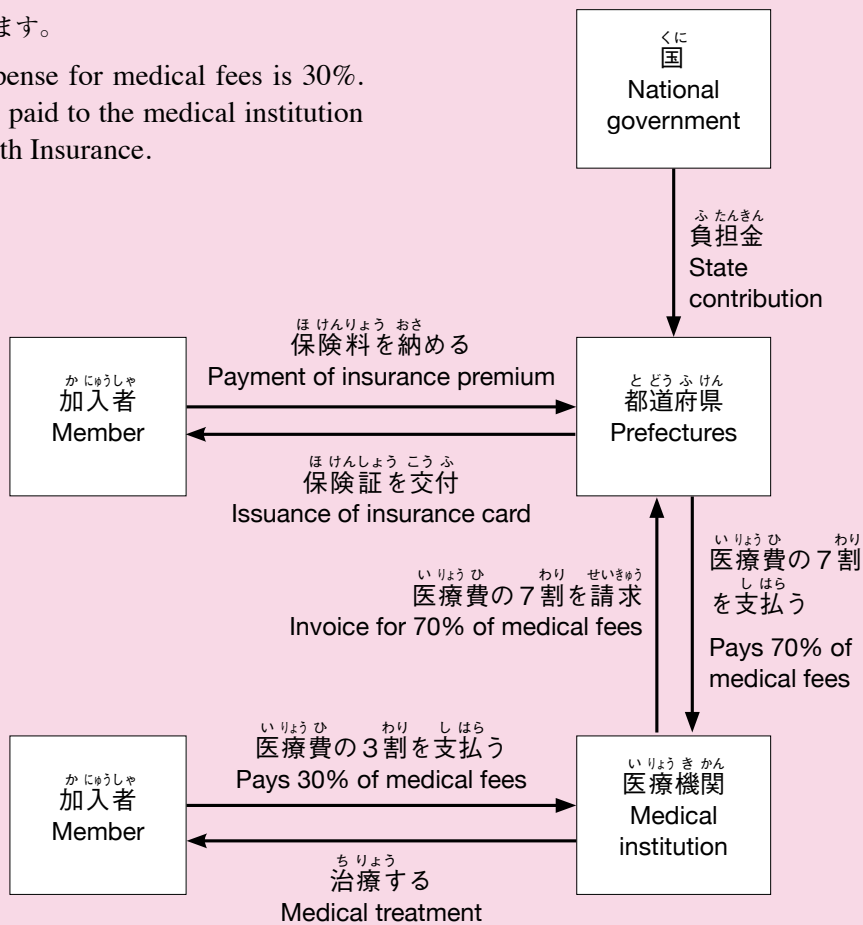 ます。
pense for medical fees is 30%.
paid to the medical institution
th Insurance.
くに
国
National
government
ふ たんきん
負担金
State
contribution
ほ けんりょう おさ
保険料を納める
Payment of insurance premium
か にゅうしゃ
加入者
Member
と どう ふ けん
都道府県
Prefectures
ほ けんしょう こう ふ
保険証を交付
Issuance of insurance card
い りょう ひ わり せいきゅう
医療費の７割を請求
Invoice for 70% of medical fees
い りょう ひ わり
医療費の７割
し はら
を支払う
Pays 70% of
medical fees
い りょう ひ わり し はら
医療費の３割を支払う
Pays 30% of medical fees
か にゅうしゃ
加入者
Member
い りょう き かん
医療機関
Medical
institution
ち りょう
治療する
Medical treatment